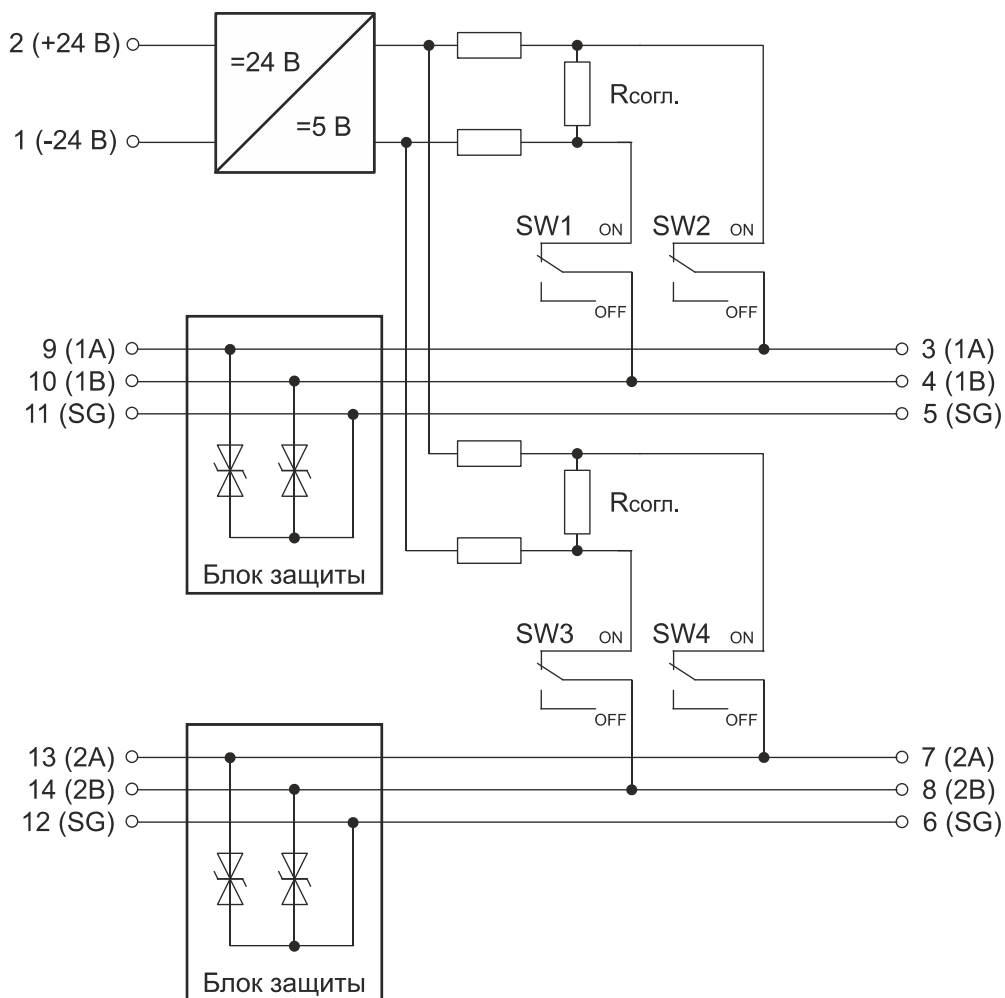 2 (+24 В)
=24 В
=5 В
1 (-24 В)
Rсогл.
SW1 ON
SW2 ON
OFF
OFF
9 (1A)
3 (1A)
10 (1B)
4 (1B)
11 (SG)
5 (SG)
Rсогл.
Блок защиты
SW3 ON
SW4 ON
OFF
OFF
13 (2A)
7 (2A)
14 (2B)
8 (2B)
12 (SG)
6 (SG)
Блок защиты